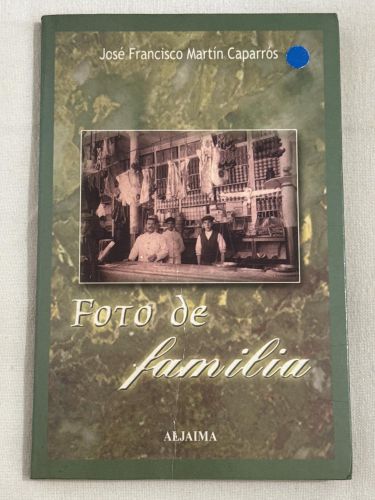 José Francisco Martín Caparrós
Foto de
familia
ALJAIMA